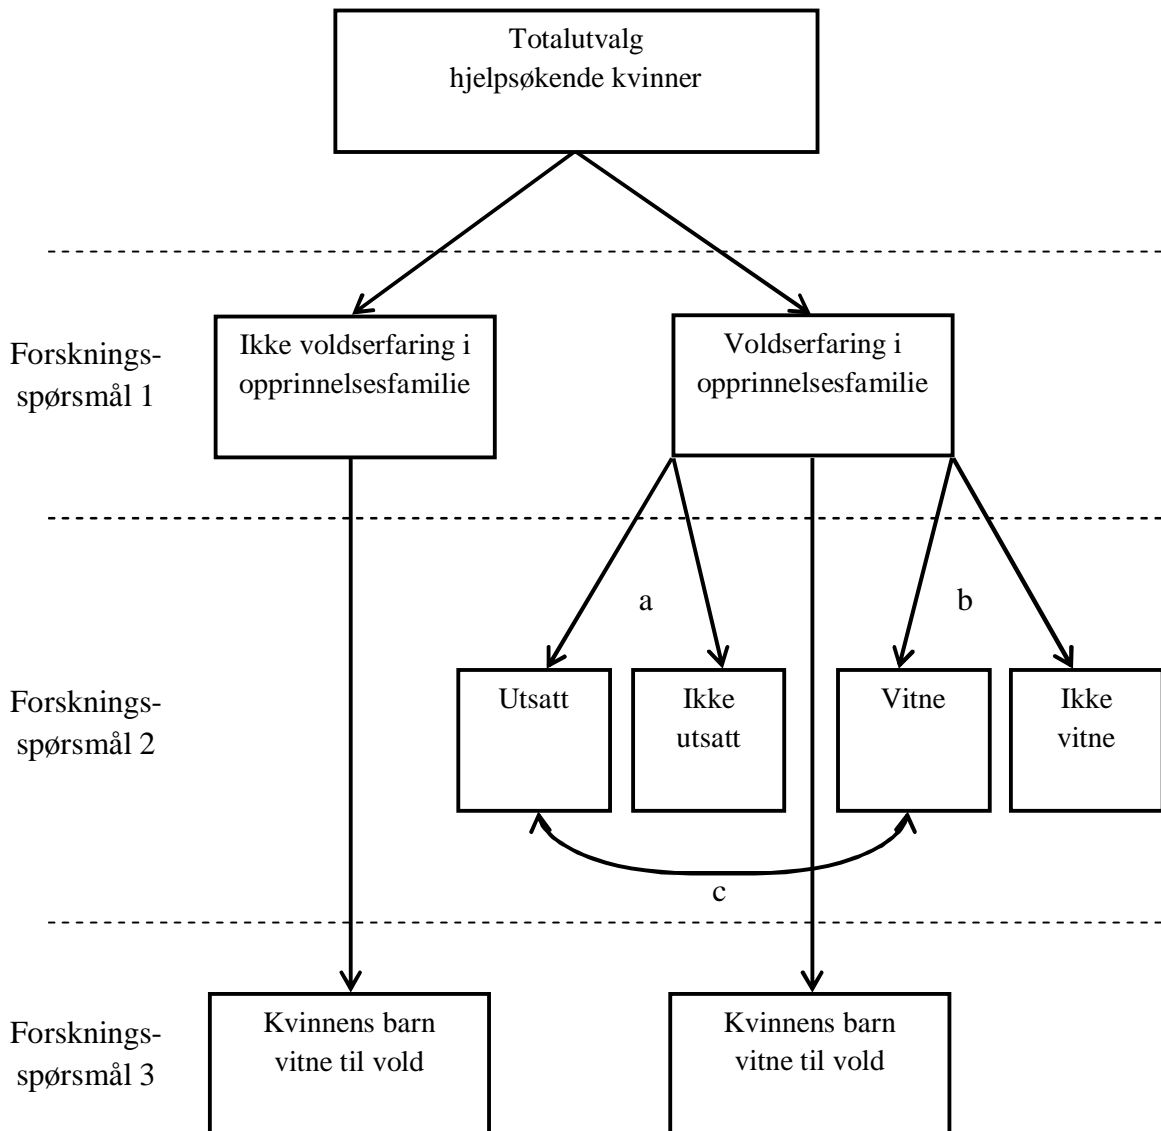 Totalutvalg
hjelpsøkende kvinner
Forsknings-
spørsmål 1
Ikke voldserfaring i
opprinnelsesfamilie
Voldserfaring i
opprinnelsesfamilie
a
b
Forsknings-
spørsmål 2
Utsatt
Ikke
utsatt
Vitne
Ikke
vitne
c
Forsknings-
spørsmål 3
Kvinnens barn
vitne til vold
Kvinnens barn
vitne til vold